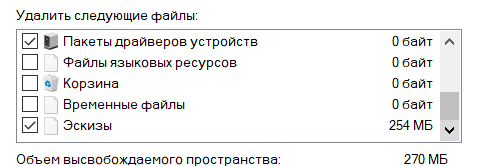 Удалить следующие файлы:
Пакеты драйверов устройств 0 байт
Файлы языковых ресурсов 0 байт
Корзина 0 байт
Временные файлы 0 байт
Эскизы 254 МБ
Объем высвобождаемого пространства: 270 МБ